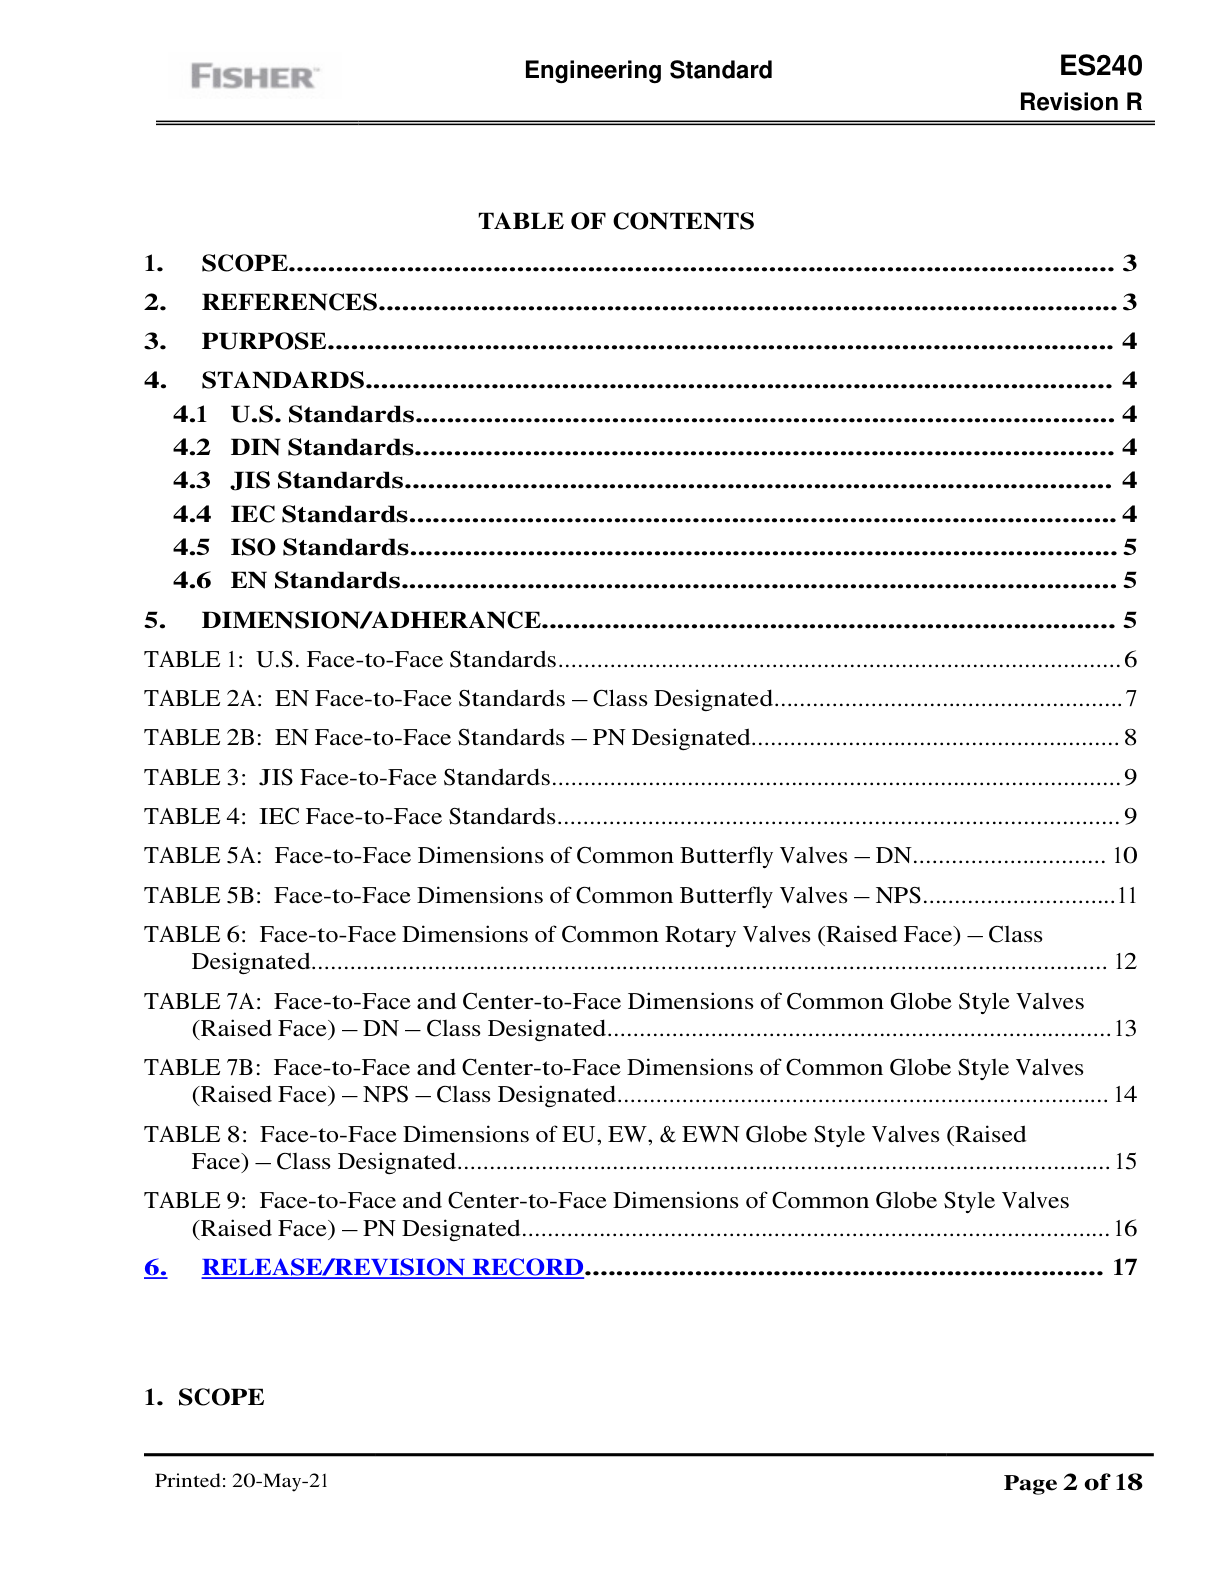 FISHER™ Engineering Standard ES240
Revision R
TABLE OF CONTENTS
1. SCOPE........................................................................................................ 3
2. REFERENCES............................................................................................. 3
3. PURPOSE................................................................................................... 4
4. STANDARDS.............................................................................................. 4
4.1 U.S. Standards........................................................................................ 4
4.2 DIN Standards........................................................................................ 4
4.3 JIS Standards......................................................................................... 4
4.4 IEC Standards......................................................................................... 4
4.5 ISO Standards......................................................................................... 5
4.6 EN Standards.......................................................................................... 5
5. DIMENSION/ADHERANCE........................................................................ 5
TABLE 1: U.S. Face-to-Face Standards......................................................................................6
TABLE 2A: EN Face-to-Face Standards – Class Designated.....................................................7
TABLE 2B: EN Face-to-Face Standards – PN Designated........................................................ 8
TABLE 3: JIS Face-to-Face Standards.......................................................................................9
TABLE 4: IEC Face-to-Face Standards...................................................................................... 9
TABLE 5A: Face-to-Face Dimensions of Common Butterfly Valves – DN.............................. 10
TABLE 5B: Face-to-Face Dimensions of Common Butterfly Valves – NPS..............................11
TABLE 6: Face-to-Face Dimensions of Common Rotary Valves (Raised Face) – Class
Designated.......................................................................................................................... 12
TABLE 7A: Face-to-Face and Center-to-Face Dimensions of Common Globe Style Valves
(Raised Face) – DN – Class Designated.............................................................................13
TABLE 7B: Face-to-Face and Center-to-Face Dimensions of Common Globe Style Valves
(Raised Face) – NPS – Class Designated........................................................................... 14
TABLE 8: Face-to-Face Dimensions of EU, EW, & EWN Globe Style Valves (Raised
Face) – Class Designated.................................................................................................... 15
TABLE 9: Face-to-Face and Center-to-Face Dimensions of Common Globe Style Valves
(Raised Face) – PN Designated.......................................................................................... 16
6. RELEASE/REVISION RECORD.................................................................. 17
1. SCOPE
Printed: 20-May-21 Page 2 of 18